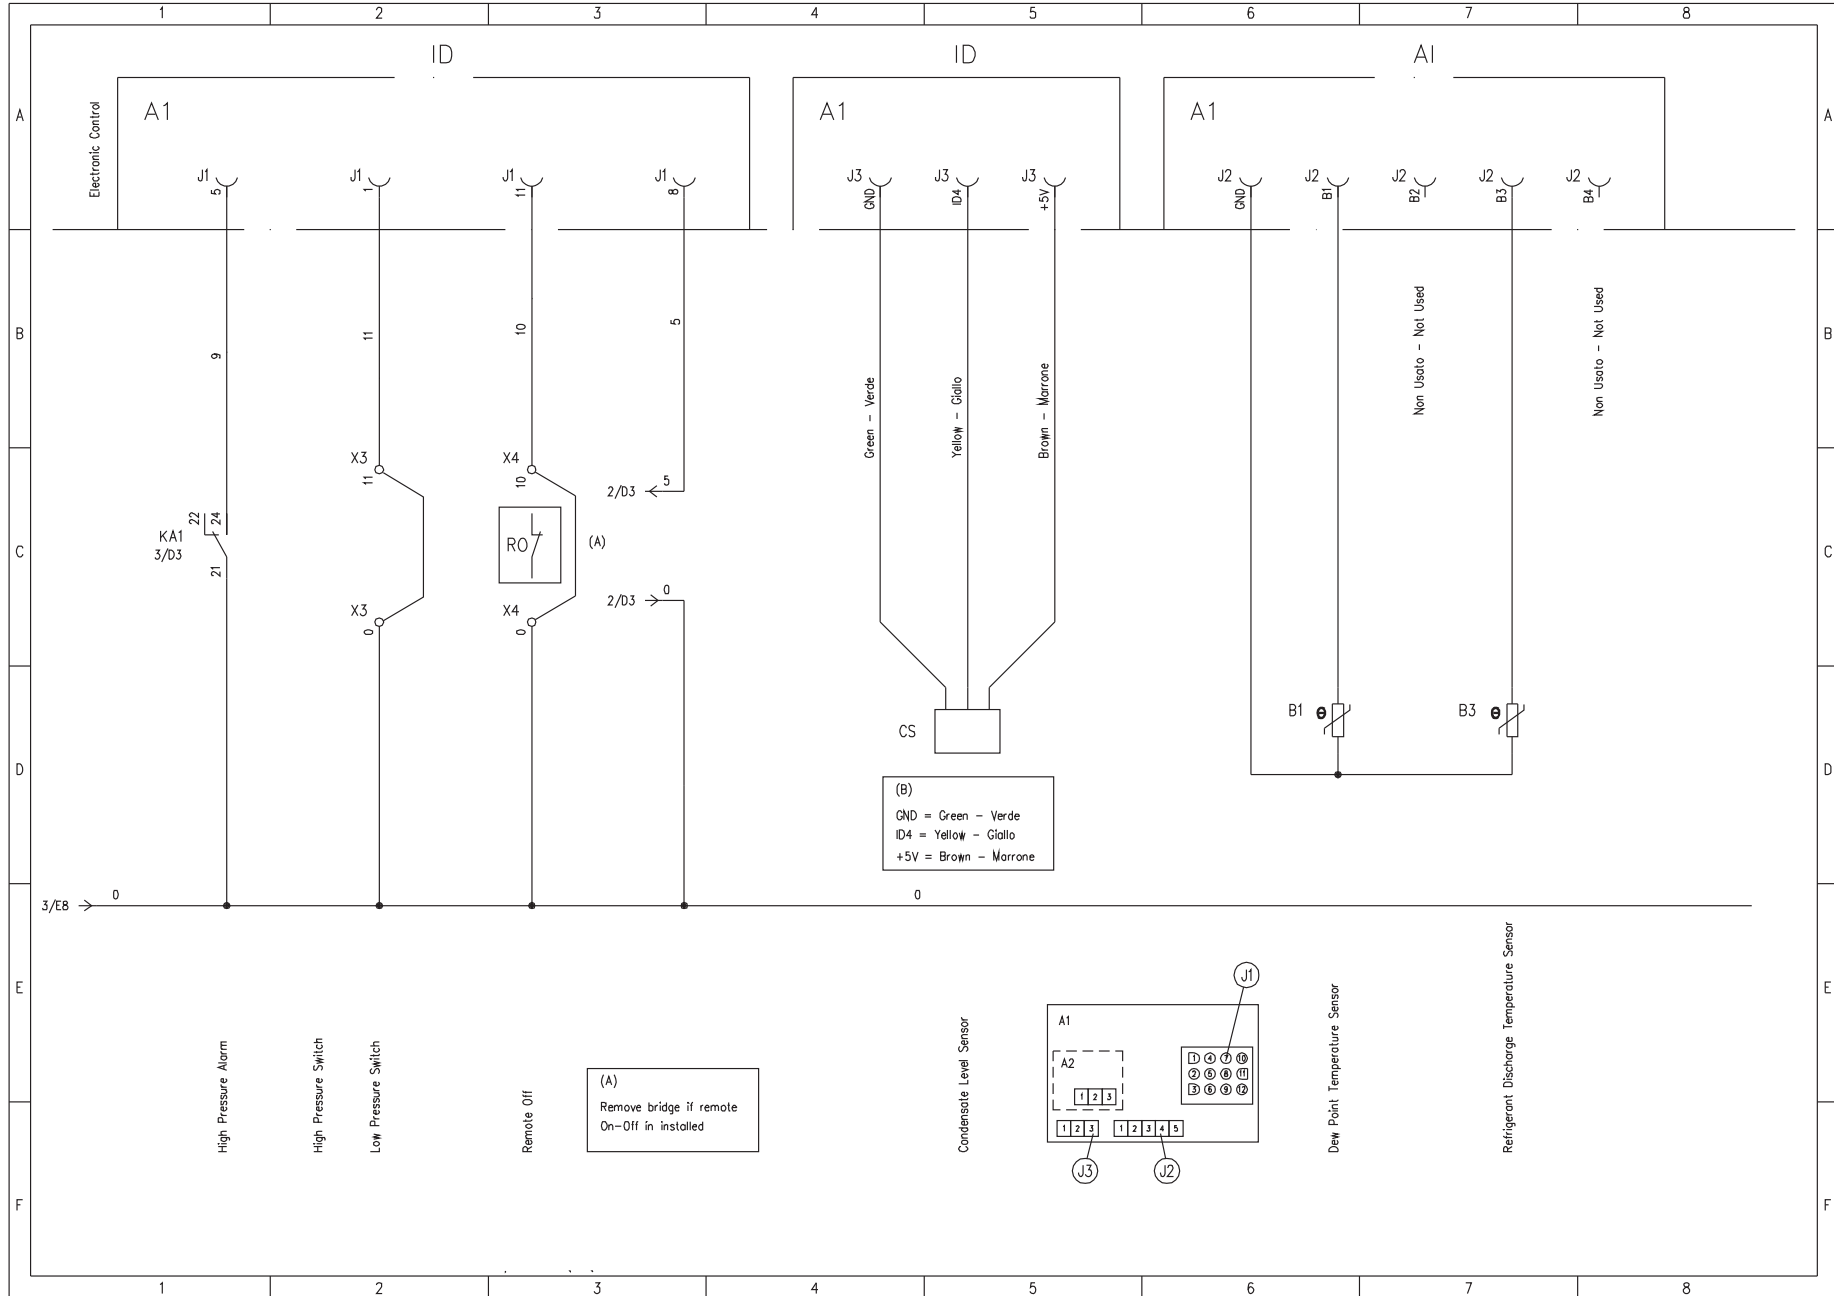 1 2 3 4 5 6 7 8
ID ID AI
A A
Electronic Control
A1 A1 A1
J1 J1 J1 J1 J3 J3 J3 J2 J2 J2 J2 J2
5 1 11 8 GND ID4 +5V GND B1 B2 B3 B4
B B
9 11 10 5
Green - Verde
Yellow - Giallo
Brown - Marrone
Non Usato - Not Used
Non Usato - Not Used
X3 X4
11 10
2/D3 5
22 24
KA1
3/D3
21
RO
(A)
C C
2/D3 0
X3 X4
0 0
B1 Θ B3 Θ
CS
D D
(B)
GND = Green - Verde
ID4 = Yellow - Giallo
+5V = Brown - Marrone
3/E8 0 0
E E
High Pressure Alarm
High Pressure Switch
Low Pressure Switch
Remote Off
(A)
Remove bridge if remote
On-Off in installed
Condensate Level Sensor
J1
A1
A2
1 2 3
1 4 7 10
2 5 8 11
3 6 9 12
1 2 3 1 2 3 4 5
J3 J2
Dew Point Temperature Sensor
Refrigerant Discharge Temperature Sensor
F F
1 2 3 4 5 6 7 8